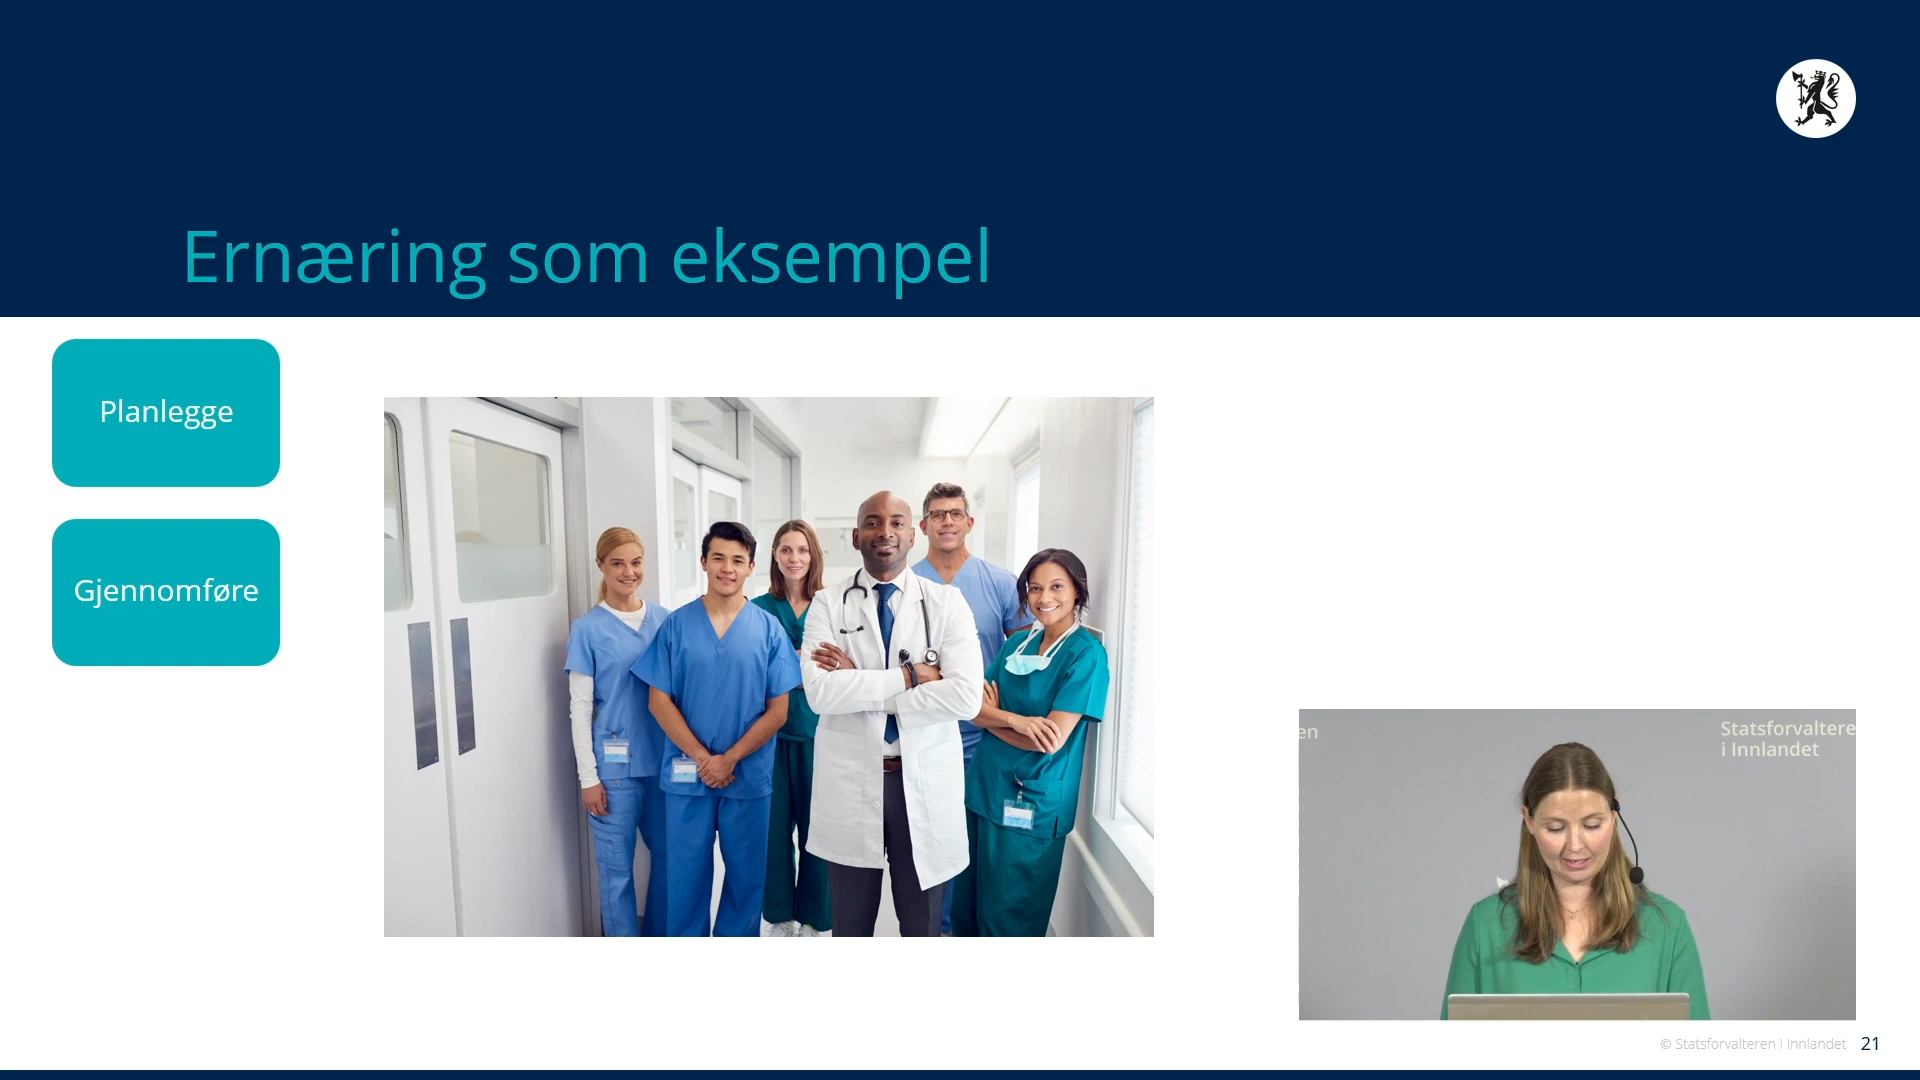 Ernæring som eksempel
Planlegge
Gjennomføre
en
Statsforvaltere
i Innlandet
© Statsforvalteren i Innlandet 21